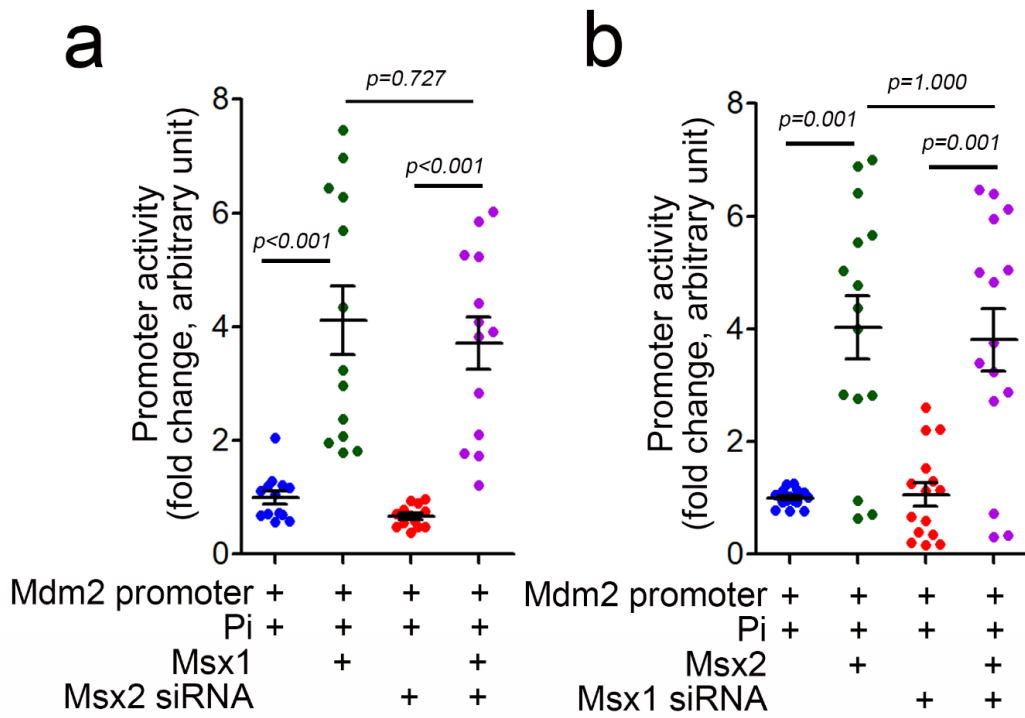 a
p=0.727
p<0.001
p<0.001
Promoter activity
(fold change, arbitrary unit)
8
6
4
2
0
Mdm2 promoter + + + +
Pi + + + +
Msx1 + +
Msx2 siRNA + +
b
p=1.000
p=0.001
p=0.001
Promoter activity
(fold change, arbitrary unit)
8
6
4
2
0
Mdm2 promoter + + + +
Pi + + + +
Msx2 + +
Msx1 siRNA + +